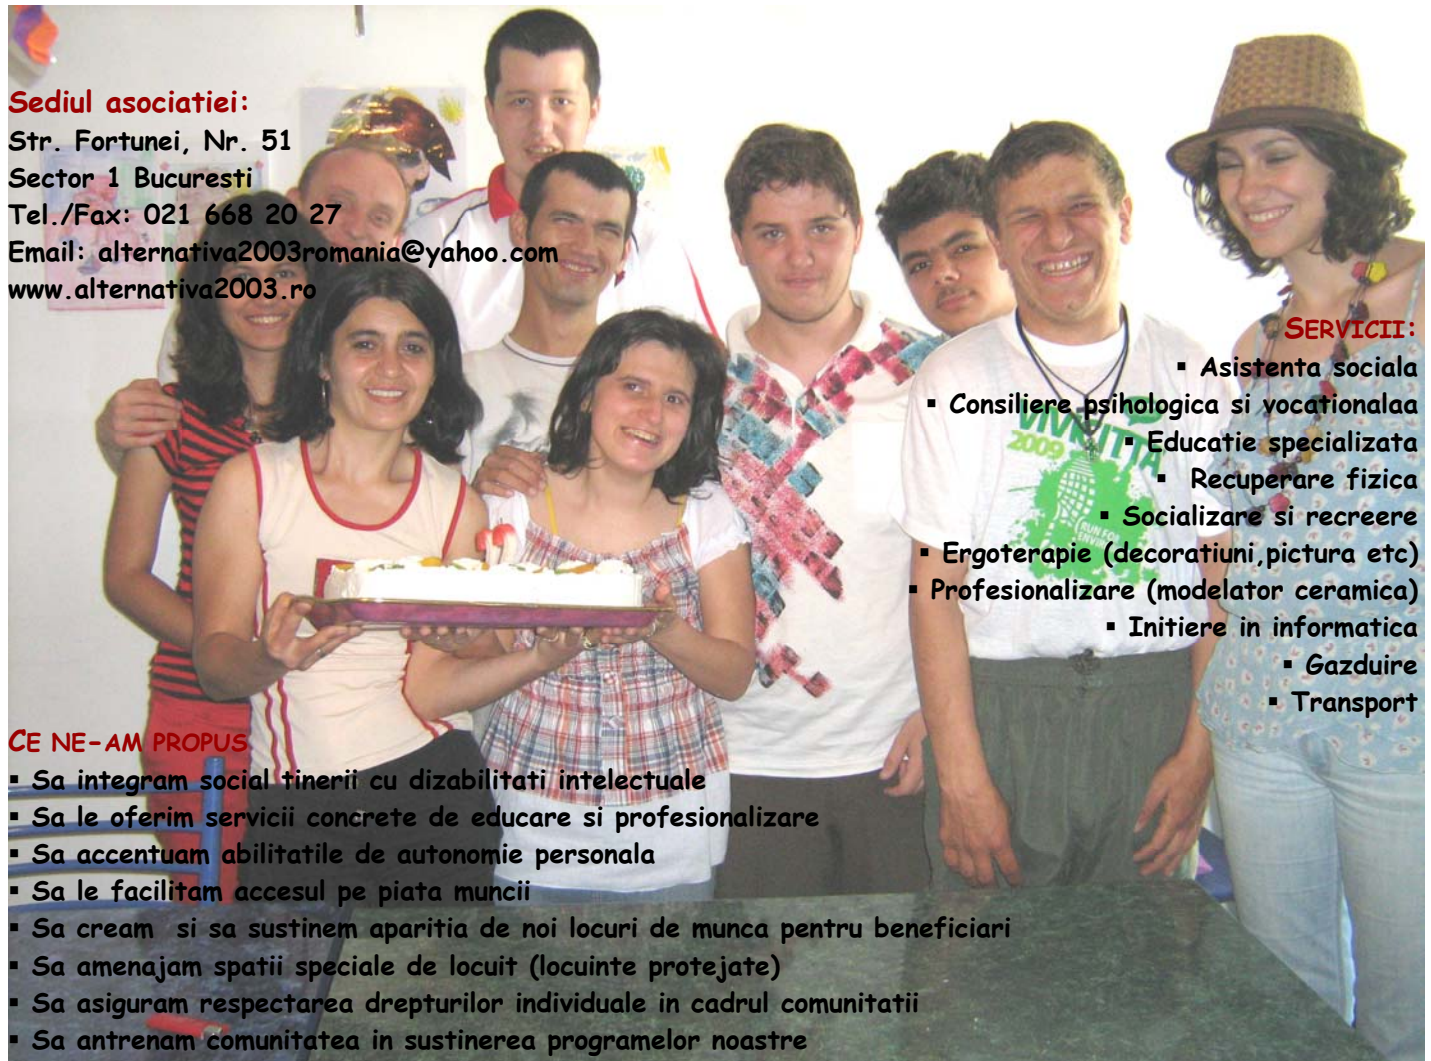 Sediul asociatiei:
Str. Fortunei, Nr. 51
Sector 1 Bucuresti
Tel./Fax: 021 668 20 27
Email: alternativa2003romania@yahoo.com
www.alternativa2003.ro
SERVICII:
▪ Asistenta sociala
▪ Consiliere psihologica si vocationalaa
▪ Educatie specializata
▪ Recuperare fizica
▪ Socializare si recreere
▪ Ergoterapie (decoratiuni,pictura etc)
▪ Profesionalizare (modelator ceramica)
▪ Initiere in informatica
▪ Gazduire
▪ Transport
VIVICITTA
2009
RUN FOR
CE NE-AM PROPUS
▪ Sa integram social tinerii cu dizabilitati intelectuale
▪ Sa le oferim servicii concrete de educare si profesionalizare
▪ Sa accentuam abilitatile de autonomie personala
▪ Sa le facilitam accesul pe piata muncii
▪ Sa cream si sa sustinem aparitia de noi locuri de munca pentru beneficiari
▪ Sa amenajam spatii speciale de locuit (locuinte protejate)
▪ Sa asiguram respectarea drepturilor individuale in cadrul comunitatii
▪ Sa antrenam comunitatea in sustinerea programelor noastre